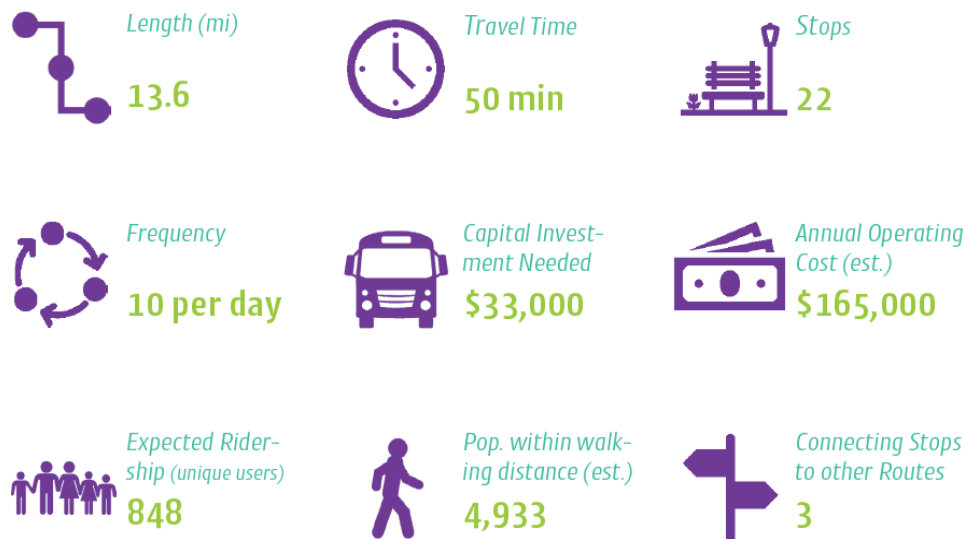 Length (mi)
13.6
Travel Time
50 min
Stops
22
Frequency
10 per day
Capital Invest-
ment Needed
$33,000
Annual Operating
Cost (est.)
$165,000
Expected Rider-
ship (unique users)
848
Pop. within walk-
ing distance (est.)
4,933
Connecting Stops
to other Routes
3